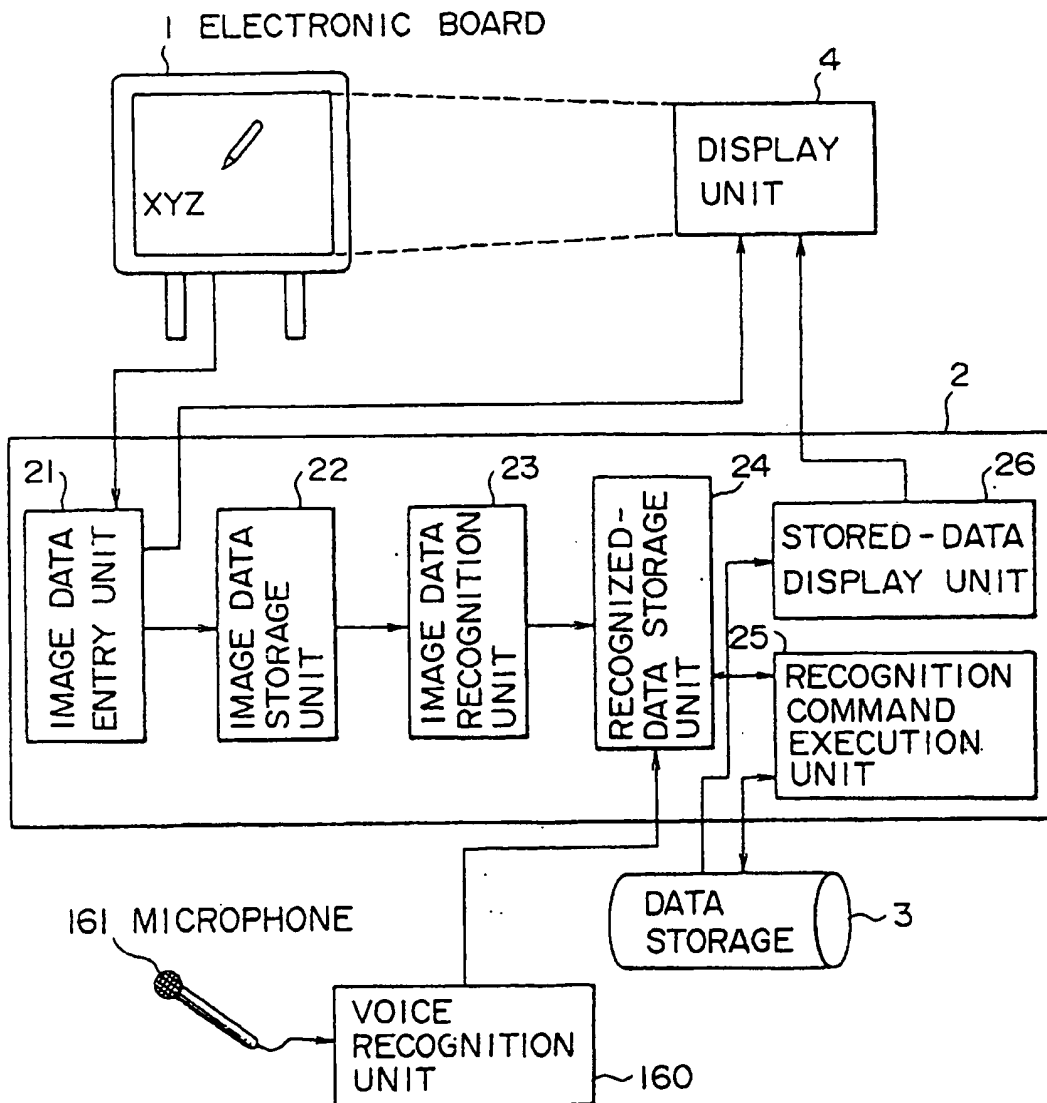 1 ELECTRONIC BOARD
4
DISPLAY
UNIT
XYZ
2
21
IMAGE DATA
ENTRY UNIT
22
IMAGE DATA
STORAGE
UNIT
23
IMAGE DATA
RECOGNITION
UNIT
24
RECOGNIZED-
DATA STORAGE
UNIT
26
STORED-DATA
DISPLAY UNIT
25
RECOGNITION
COMMAND
EXECUTION
UNIT
DATA
STORAGE
3
161 MICROPHONE
VOICE
RECOGNITION
UNIT
160